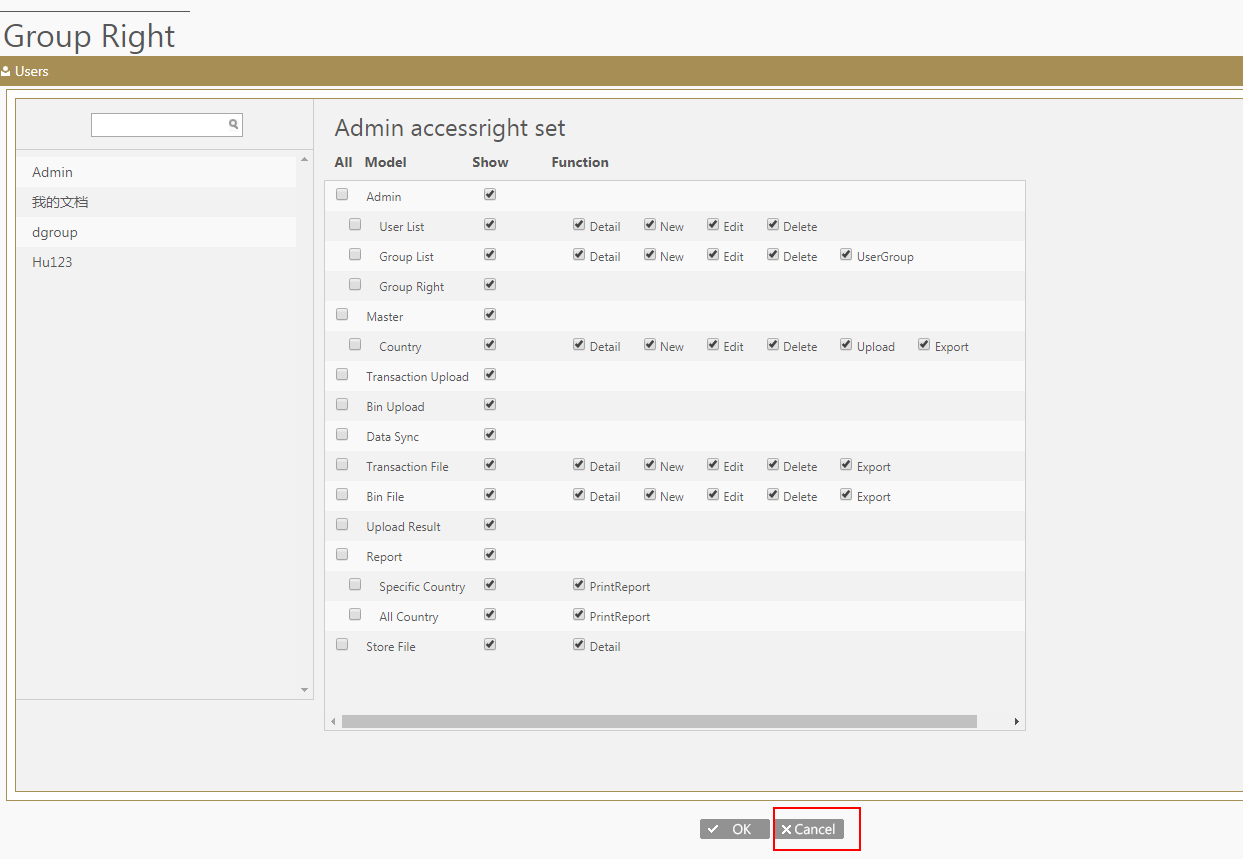 Group Right
Users
Admin
我的文档
dgroup
Hu123
Admin accessright set
All Model Show Function
Admin
User List Detail New Edit Delete
Group List Detail New Edit Delete UserGroup
Group Right
Master
Country Detail New Edit Delete Upload Export
Transaction Upload
Bin Upload
Data Sync
Transaction File Detail New Edit Delete Export
Bin File Detail New Edit Delete Export
Upload Result
Report
Specific Country PrintReport
All Country PrintReport
Store File Detail
OK Cancel